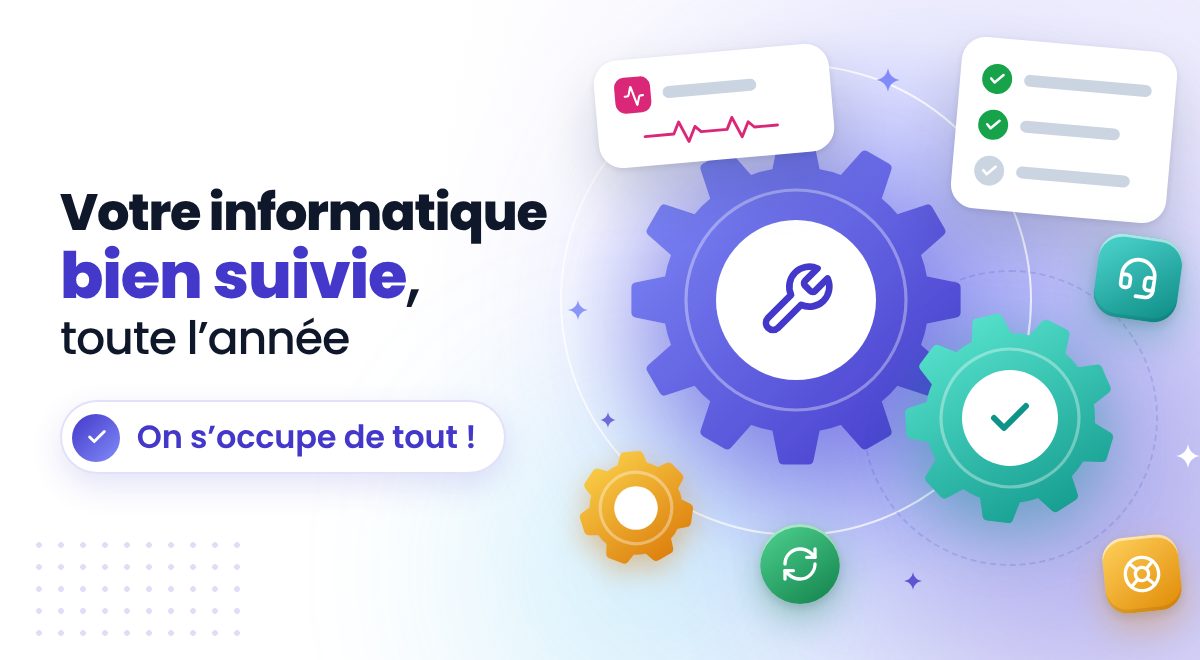 Votre informatique
bien suivie,
toute l’année
On s’occupe de tout !